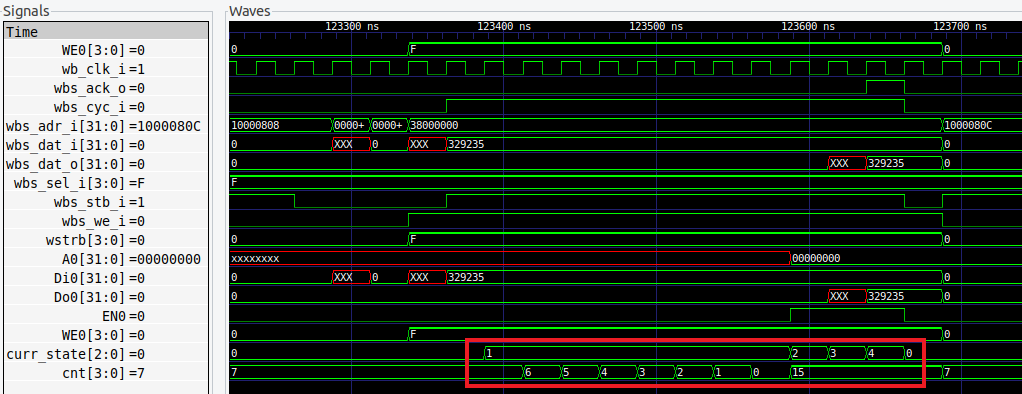 Signals
Waves
Time
123300 ns 123400 ns 123500 ns 123600 ns 123700 ns
WE0[3:0]=0 0 F 0
wb_clk_i=1
wbs_ack_o=0
wbs_cyc_i=0
wbs_adr_i[31:0]=1000080C 10000808 0000+ 0000+ 38000000 1000080C
wbs_dat_i[31:0]=0 0 XXX 0 XXX 329235 0
wbs_dat_o[31:0]=0 0 XXX 329235 0
wbs_sel_i[3:0]=F F
wbs_stb_i=1
wbs_we_i=0
wstrb[3:0]=0 0 F 0
A0[31:0]=00000000 xxxxxxxx 00000000
Di0[31:0]=0 0 XXX 0 XXX 329235 0
Do0[31:0]=0 0 XXX 329235 0
EN0=0
WE0[3:0]=0 0 F 0
curr_state[2:0]=0 0 1 2 3 4 0
cnt[3:0]=7 7 6 5 4 3 2 1 0 15 7